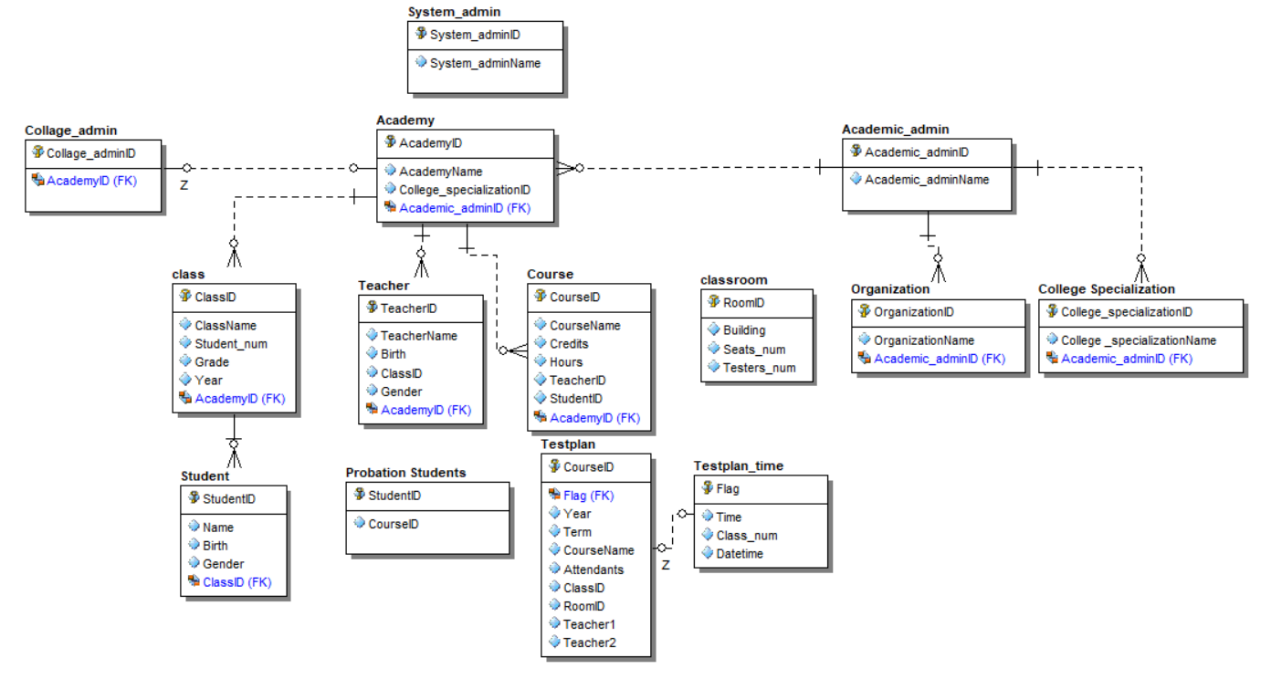 System_admin
System_adminID
System_adminName
Collage_admin
Collage_adminID
AcademyID (FK)
Z
Academy
AcademyID
AcademyName
College_specializationID
Academic_adminID (FK)
Academic_admin
Academic_adminID
Academic_adminName
class
ClassID
ClassName
Student_num
Grade
Year
AcademyID (FK)
Teacher
TeacherID
TeacherName
Birth
ClassID
Gender
AcademyID (FK)
Course
CourseID
CourseName
Credits
Hours
TeacherID
StudentID
AcademyID (FK)
classroom
RoomID
Building
Seats_num
Testers_num
Organization
OrganizationID
OrganizationName
Academic_adminID (FK)
College Specialization
College_specializationID
College _specializationName
Academic_adminID (FK)
Student
StudentID
Name
Birth
Gender
ClassID (FK)
Probation Students
StudentID
CourseID
Testplan
CourseID
Flag (FK)
Year
Term
CourseName
Attendants
ClassID
RoomID
Teacher1
Teacher2
Z
Testplan_time
Flag
Time
Class_num
Datetime